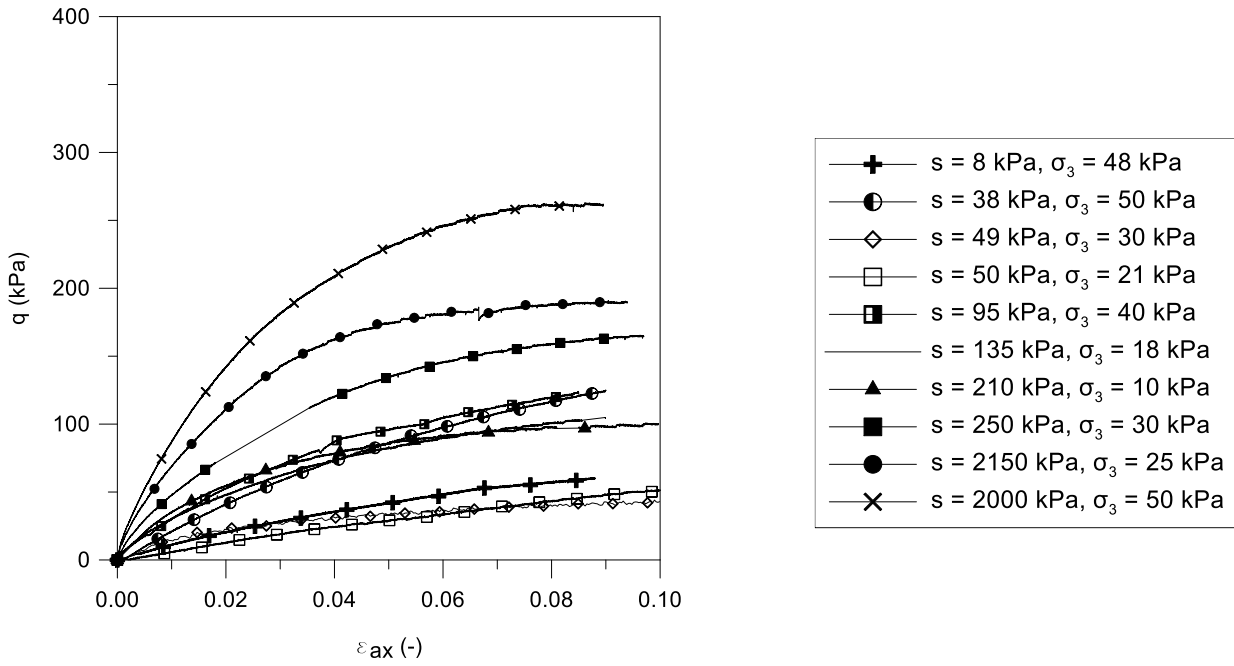 400
300
200
100
0
q (kPa)
0.00 0.02 0.04 0.06 0.08 0.10
εax (-)
s = 8 kPa, σ3 = 48 kPa
s = 38 kPa, σ3 = 50 kPa
s = 49 kPa, σ3 = 30 kPa
s = 50 kPa, σ3 = 21 kPa
s = 95 kPa, σ3 = 40 kPa
s = 135 kPa, σ3 = 18 kPa
s = 210 kPa, σ3 = 10 kPa
s = 250 kPa, σ3 = 30 kPa
s = 2150 kPa, σ3 = 25 kPa
s = 2000 kPa, σ3 = 50 kPa